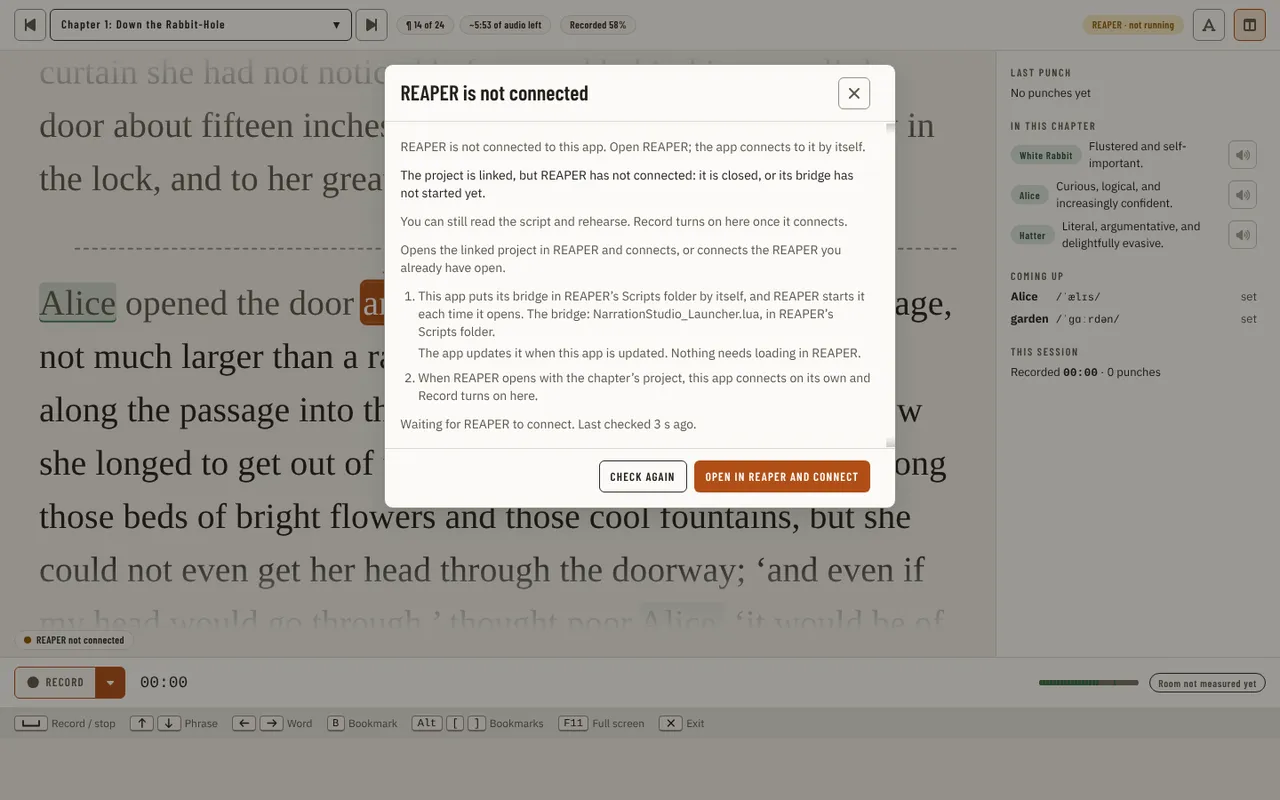 Chapter 1: Down the Rabbit-Hole
¶ 14 of 24
~5:53 of audio left
Recorded 58%
REAPER · not running
A
curtain she had not notic
door about fifteen inches
in
the lock, and to her grea
Alice opened the door
age,
not much larger than a ra
along the passage into th
w
she longed to get out of
ong
those beds of bright flowers and those cool fountains, but she
could not even get her head through the doorway; ‘and even if
my head would go through,’ thought poor Alice, ‘it would be of
REAPER is not connected
REAPER is not connected to this app. Open REAPER; the app connects to it by itself.
The project is linked, but REAPER has not connected: it is closed, or its bridge has
not started yet.
You can still read the script and rehearse. Record turns on here once it connects.
Opens the linked project in REAPER and connects, or connects the REAPER you
already have open.
1. This app puts its bridge in REAPER’s Scripts folder by itself, and REAPER starts it
each time it opens. The bridge: NarrationStudio_Launcher.lua, in REAPER’s
Scripts folder.
The app updates it when this app is updated. Nothing needs loading in REAPER.
2. When REAPER opens with the chapter’s project, this app connects on its own and
Record turns on here.
Waiting for REAPER to connect. Last checked 3 s ago.
CHECK AGAIN
OPEN IN REAPER AND CONNECT
LAST PUNCH
No punches yet
IN THIS CHAPTER
White Rabbit
Flustered and self-
important.
Alice
Curious, logical, and
increasingly confident.
Hatter
Literal, argumentative, and
delightfully evasive.
COMING UP
Alice /ˈælɪs/ set
garden /ˈɡɑːrdən/ set
THIS SESSION
Recorded 00:00 · 0 punches
REAPER not connected
RECORD
00:00
Room not measured yet
Record / stop
↑ ↓ Phrase
← → Word
B Bookmark
Alt [ ] Bookmarks
F11 Full screen
✕ Exit